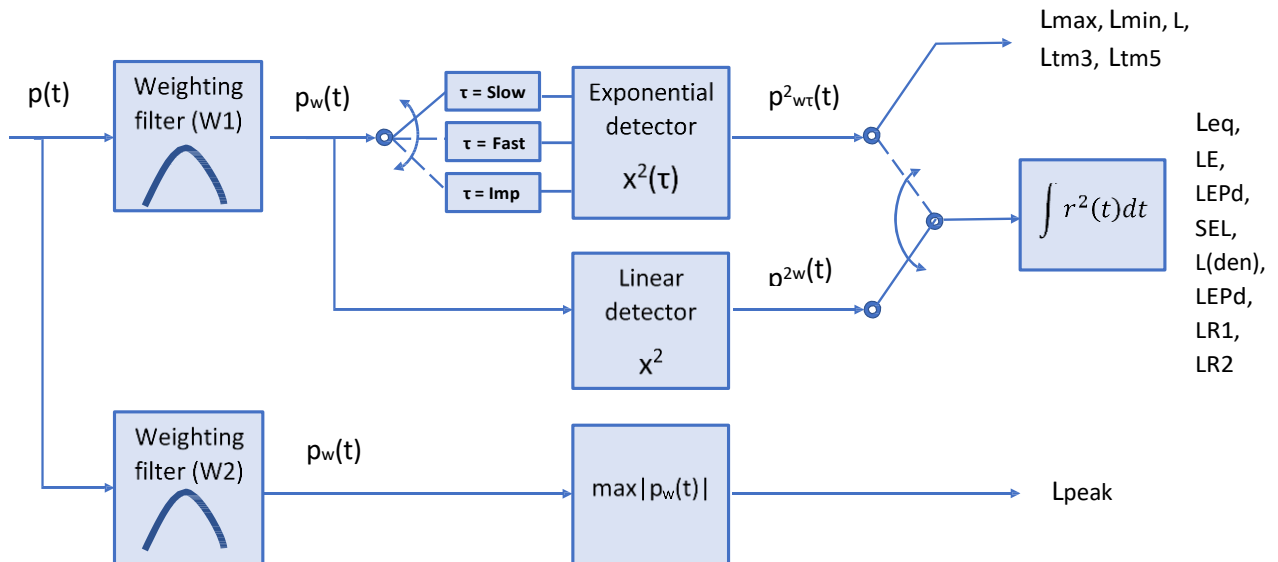 p(t)
Weighting
filter (W1)
pw(t)
τ = Slow
τ = Fast
τ = Imp
Exponential
detector
x²(τ)
p²wτ(t)
Lmax, Lmin, L,
Ltm3, Ltm5
Linear
detector
x²
p²ʷ(t)
∫ r²(t)dt
Leq,
LE,
LEPd,
SEL,
L(den),
LEPd,
LR1,
LR2
Weighting
filter (W2)
pw(t)
max|pw(t)|
Lpeak